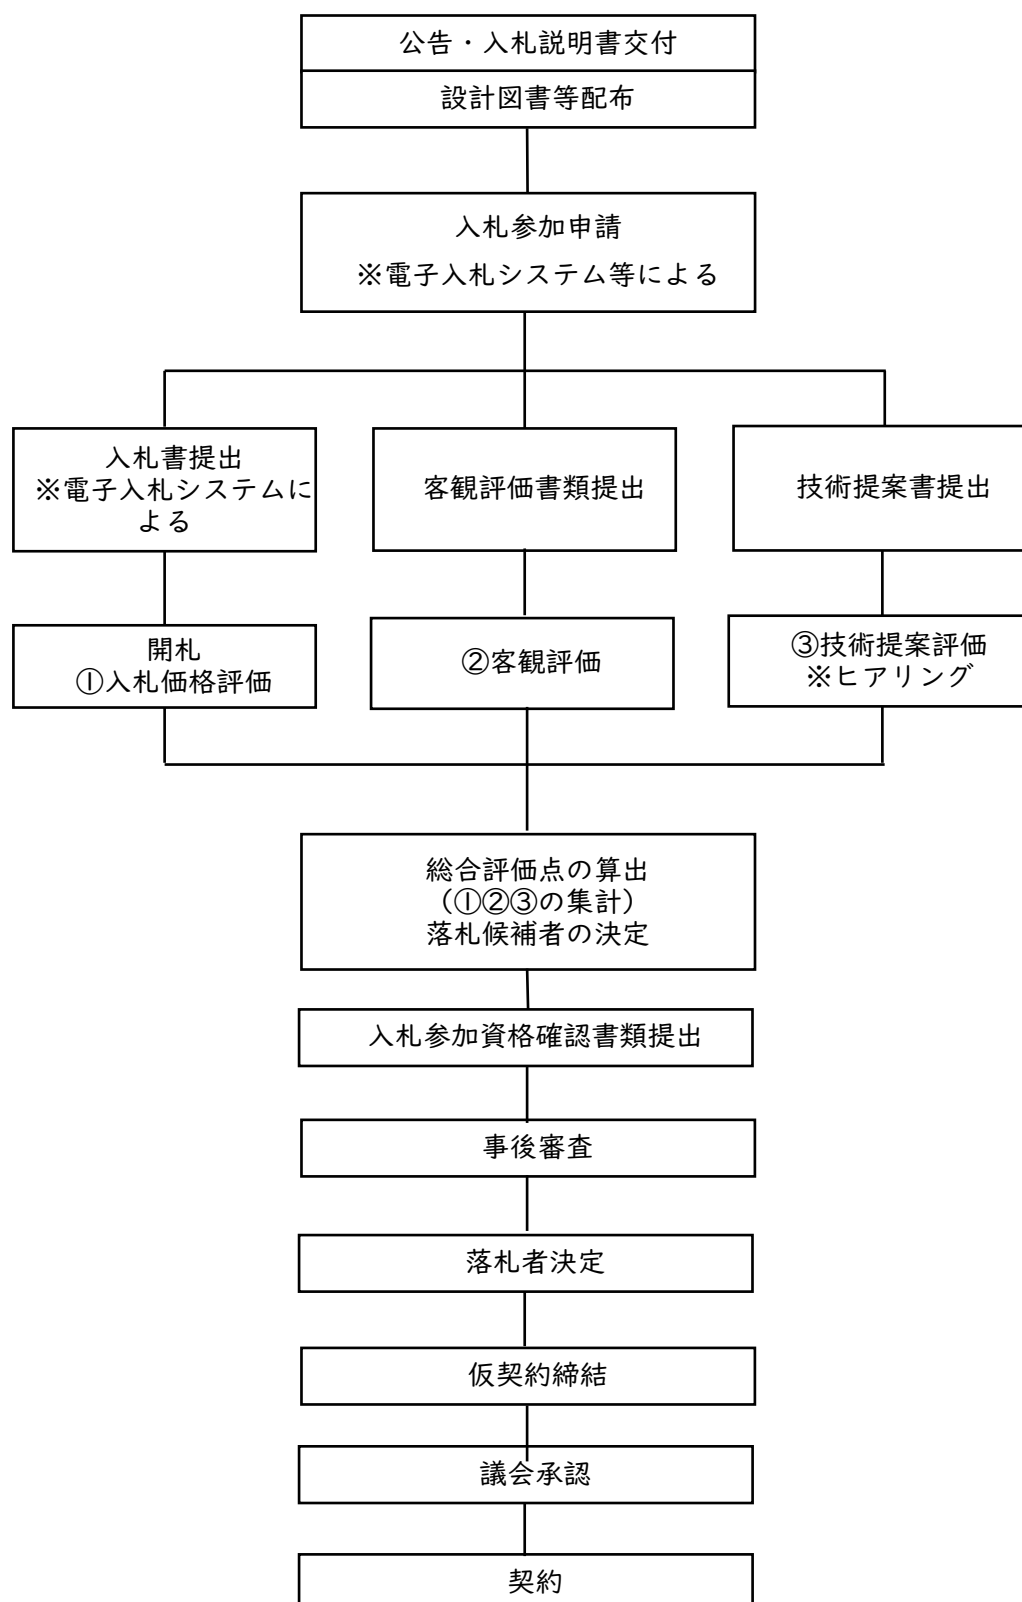 公告・入札説明書交付
設計図書等配布
入札参加申請
※電子入札システム等による
入札書提出
※電子入札システムに
よる
客観評価書類提出
技術提案書提出
開札
①入札価格評価
②客観評価
③技術提案評価
※ヒアリング
総合評価点の算出
（①②③の集計）
落札候補者の決定
入札参加資格確認書類提出
事後審査
落札者決定
仮契約締結
議会承認
契約